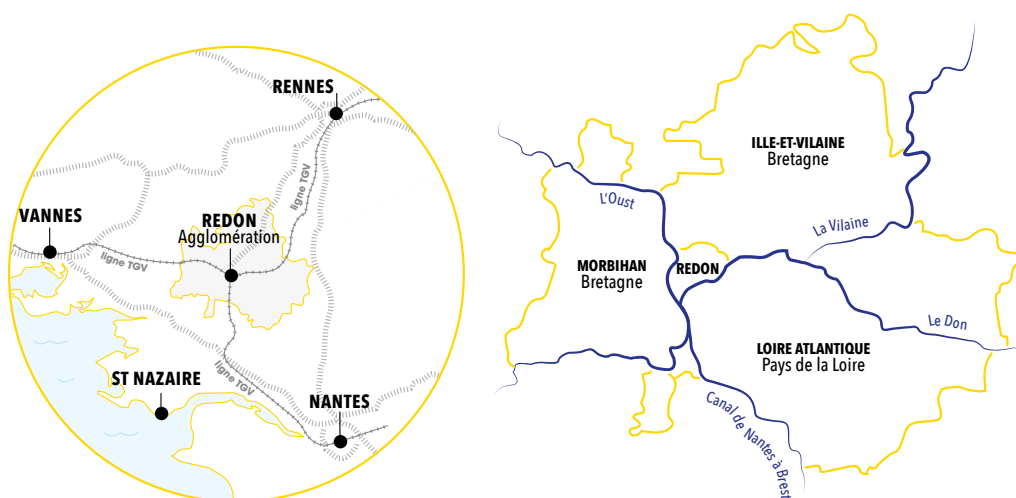 RENNES
ligne TGV
VANNES
REDON
Agglomération
ligne TGV
ligne TGV
ST NAZAIRE
NANTES
ILLE-ET-VILAINE
Bretagne
L'Oust
La Vilaine
MORBIHAN
Bretagne
REDON
Le Don
LOIRE ATLANTIQUE
Pays de la Loire
Canal de Nantes à Brest